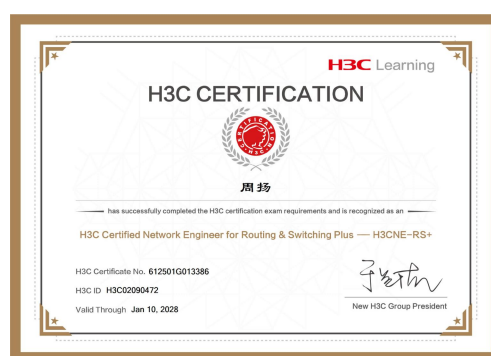 H3C Learning
H3C CERTIFICATION
CERTIFICATION
H3C
周扬
has successfully completed the H3C certification exam requirements and is recognized as an
H3C Certified Network Engineer for Routing & Switching Plus — H3CNE-RS+
H3C Certificate No. 612501G013386
H3C ID H3C02090472
Valid Through Jan 10, 2028
New H3C Group President